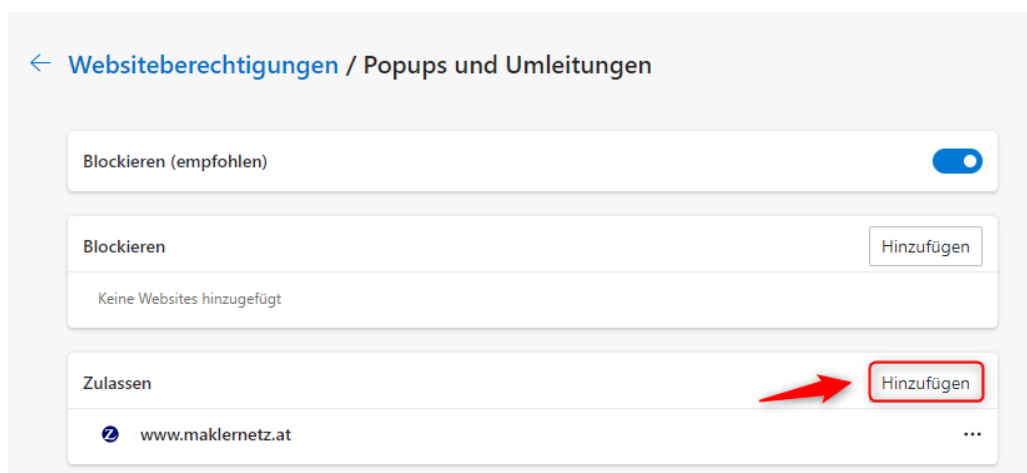 Websiteberechtigungen / Popups und Umleitungen
Blockieren (empfohlen)
Blockieren Hinzufügen
Keine Websites hinzugefügt
Zulassen Hinzufügen
www.maklernetz.at